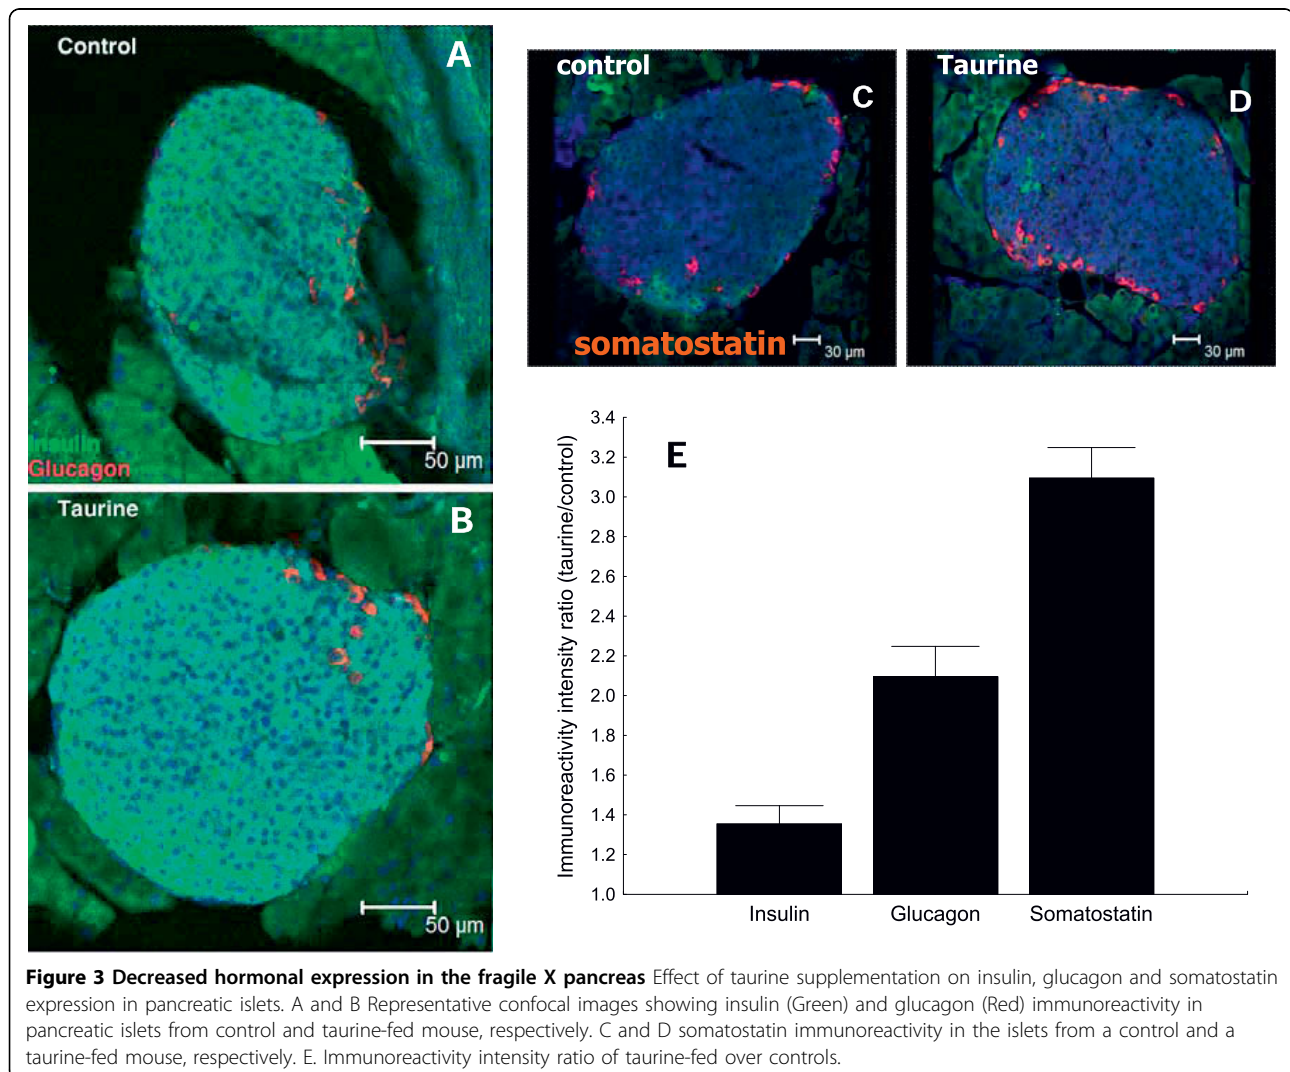 Control
A
Insulin
Glucagon
50 µm
Taurine
B
50 µm
control
C
somatostatin
30 µm
Taurine
D
30 µm
E
Immunoreactivity intensity ratio (taurine/control)
3.4
3.2
3.0
2.8
2.6
2.4
2.2
2.0
1.8
1.6
1.4
1.2
1.0
Insulin
Glucagon
Somatostatin
Figure 3 Decreased hormonal expression in the fragile X pancreas Effect of taurine supplementation on insulin, glucagon and somatostatin
expression in pancreatic islets. A and B Representative confocal images showing insulin (Green) and glucagon (Red) immunoreactivity in
pancreatic islets from control and taurine-fed mouse, respectively. C and D somatostatin immunoreactivity in the islets from a control and a
taurine-fed mouse, respectively. E. Immunoreactivity intensity ratio of taurine-fed over controls.